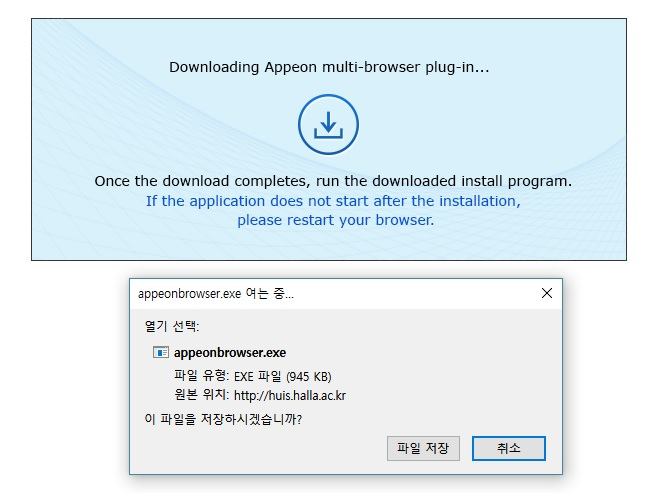 Downloading Appeon multi-browser plug-in...
Once the download completes, run the downloaded install program.
If the application does not start after the installation,
please restart your browser.
appeonbrowser.exe 여는 중...
열기 선택:
appeonbrowser.exe
파일 유형: EXE 파일 (945 KB)
원본 위치: http://huis.halla.ac.kr
이 파일을 저장하시겠습니까?
파일 저장 취소